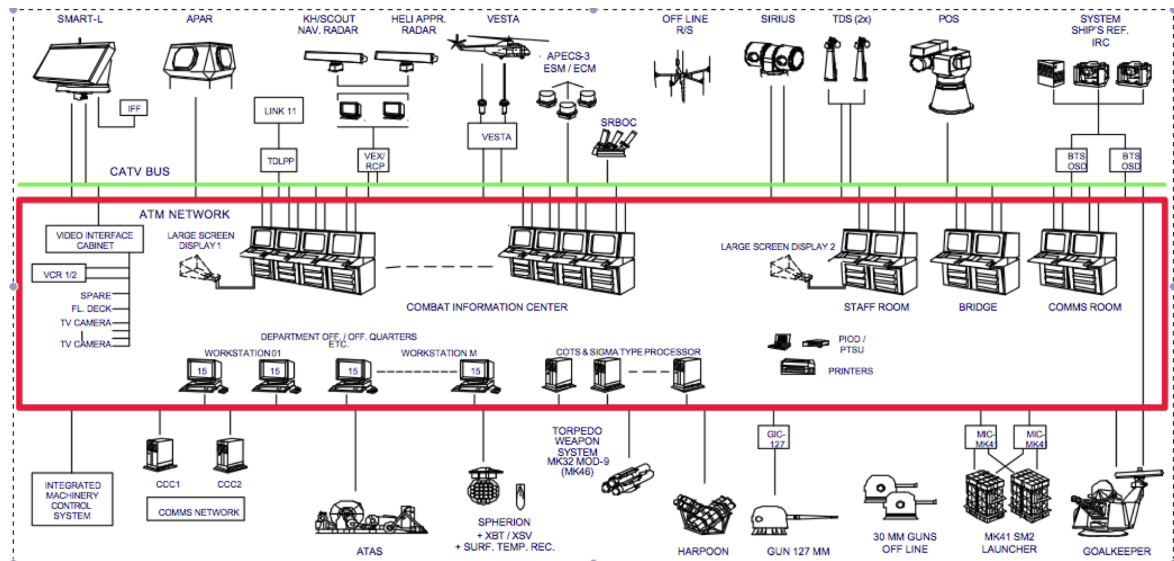 SMART-L
APAR
KH/SCOUT
NAV. RADAR
HELI APPR.
RADAR
VESTA
APECS-3
ESM / ECM
OFF LINE
R/S
SIRIUS
TDS (2x)
POS
SYSTEM
SHIP'S REF.
IRC
IFF
LINK 11
SRBOC
VESTA
TDLPP
VEX/
RCP
BTS
OSD
BTS
OSD
CATV BUS
ATM NETWORK
VIDEO INTERFACE
CABINET
LARGE SCREEN
DISPLAY 1
LARGE SCREEN DISPLAY 2
VCR 1/2
SPARE
FL. DECK
TV CAMERA
TV CAMERA
COMBAT INFORMATION CENTER
STAFF ROOM
BRIDGE
COMMS ROOM
DEPARTMENT OFF. / OFF. QUARTERS
ETC.
WORKSTATION 01
WORKSTATION M
COTS & SIGMA TYPE PROCESSOR
PIOD /
PTSU
PRINTERS
15
15
15
15
TORPEDO
WEAPON
SYSTEM
MK32 MOD-9
(MK46)
GIC-
127
MIC-
MK41
MIC-
MK41
INTEGRATED
MACHINERY
CONTROL
SYSTEM
CCC1
CCC2
COMMS NETWORK
ATAS
SPHERION
+ XBT / XSV
+ SURF. TEMP. REC.
HARPOON
GUN 127 MM
30 MM GUNS
OFF LINE
MK41 SM2
LAUNCHER
GOALKEEPER